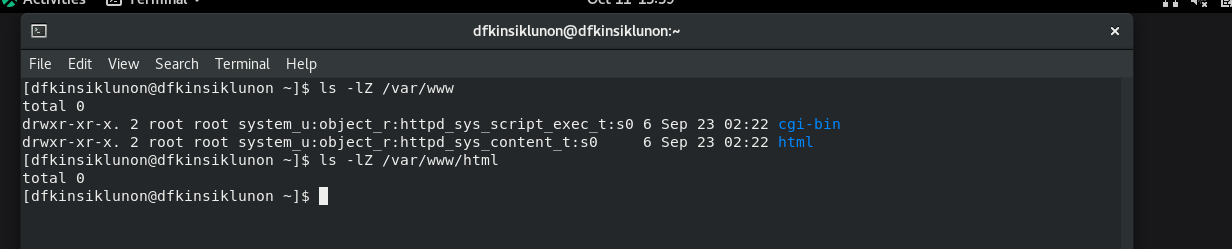 Activities Terminal Oct 11 15:55
dfkinsiklunon@dfkinsiklunon:~
File Edit View Search Terminal Help
[dfkinsiklunon@dfkinsiklunon ~]$ ls -lZ /var/www
total 0
drwxr-xr-x. 2 root root system_u:object_r:httpd_sys_script_exec_t:s0 6 Sep 23 02:22 cgi-bin
drwxr-xr-x. 2 root root system_u:object_r:httpd_sys_content_t:s0     6 Sep 23 02:22 html
[dfkinsiklunon@dfkinsiklunon ~]$ ls -lZ /var/www/html
total 0
[dfkinsiklunon@dfkinsiklunon ~]$